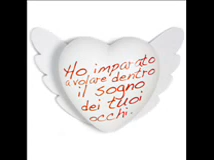 Ho imparato
a volare dentro
il sogno
dei tuoi
occhi.